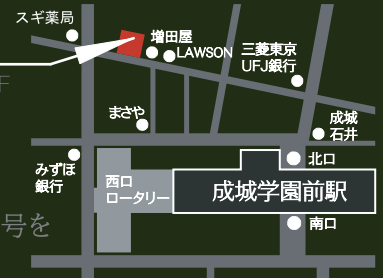 スギ薬局
増田屋
LAWSON
三菱東京
UFJ銀行
まさや
成城
石井
みずほ
銀行
西口
ロータリー
北口
成城学園前駅
南口
号を